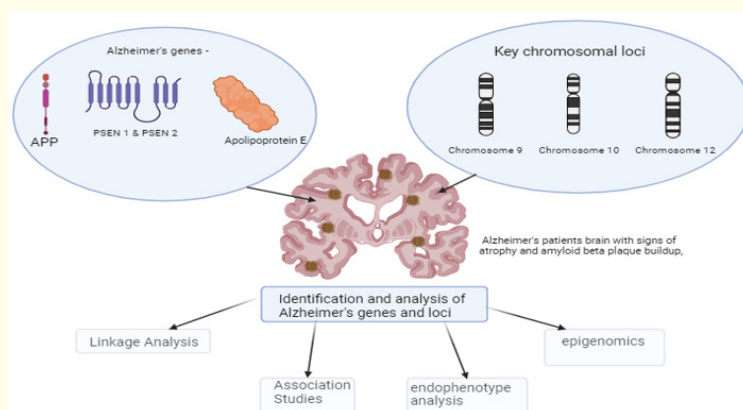 Alzheimer's genes -
APP
PSEN 1 & PSEN 2
Apolipoprotein E
Key chromosomal loci
Chromosome 9
Chromosome 10
Chromosome 12
Alzheimer's patients brain with signs of
atrophy and amyloid beta plaque buildup,
Identification and analysis of
Alzheimer's genes and loci
Linkage Analysis
Association
Studies
endophenotype
analysis
epigenomics